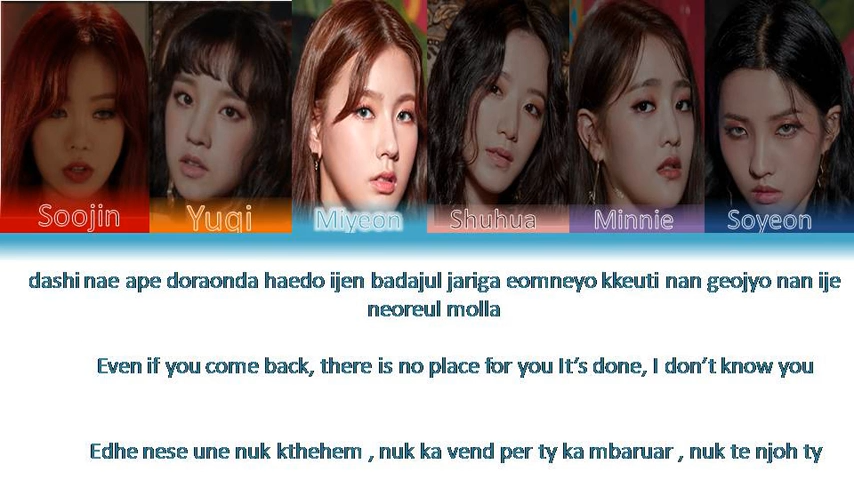 Soojin Yuqi Miyeon Shuhua Minnie Soyeon
dashi nae ape doraonda haedo ijen badajul jariga eomneyo kkeuti nan geojyo nan ije
neoreul molla
Even if you come back, there is no place for you It's done, I don't know you
Edhe nese une nuk kthehem , nuk ka vend per ty ka mbaruar , nuk te njoh ty